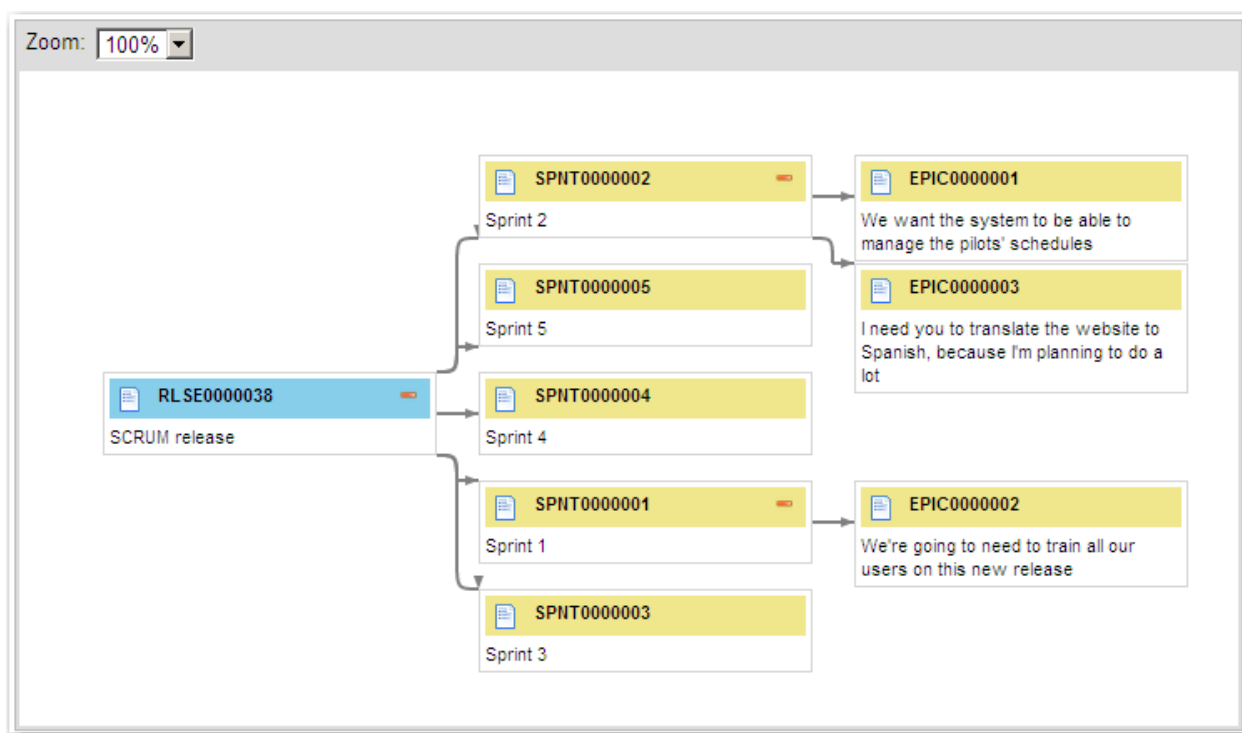 Zoom: 100%
SPNT0000002
Sprint 2
EPIC0000001
We want the system to be able to
manage the pilots' schedules
SPNT0000005
Sprint 5
EPIC0000003
I need you to translate the website to
Spanish, because I'm planning to do a
lot
RLSE0000038
SCRUM release
SPNT0000004
Sprint 4
SPNT0000001
Sprint 1
EPIC0000002
We're going to need to train all our
users on this new release
SPNT0000003
Sprint 3